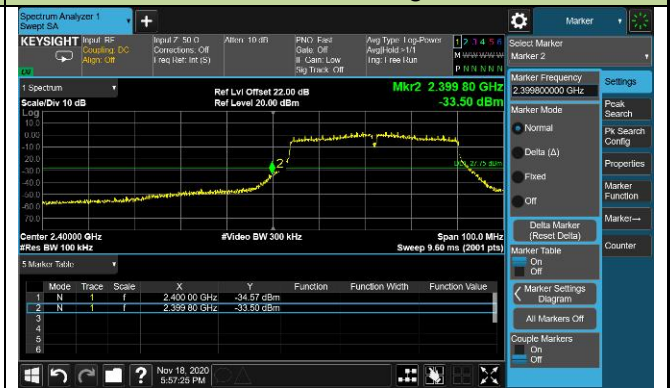 Spectrum Analyzer 1
Swept SA
Marker
KEYSIGHT
Input: RF
Coupling: DC
Align: Off
Input Z: 50 Ω
Corrections: Off
Freq Ref: Int (S)
Atten: 10 dB
PNO: Fast
Gate: Off
IF Gain: Low
Sig Track: Off
Avg Type: Log-Power
Avg|Hold:>1/1
Trig: Free Run
1 2 3 4 5 6
M W W W W W
P N N N N N
Select Marker
Marker 2
1 Spectrum
Scale/Div 10 dB
Ref Lvl Offset 22.00 dB
Ref Level 20.00 dBm
Mkr2 2.399 80 GHz
-33.50 dBm
Log
10.0
0.00
-10.0
-20.0
-30.0
-40.0
-50.0
-60.0
-70.0
2
Center 2.40000 GHz
#Res BW 100 kHz
#Video BW 300 kHz
Span 100.0 MHz
Sweep 9.60 ms (2001 pts)
5 Marker Table
Mode Trace Scale X Y Function Function Width Function Value
1 N 1 f 2.400 00 GHz -34.57 dBm
2 N 1 f 2.399 80 GHz -33.50 dBm
3
4
5
6
Marker Frequency
2.399800000 GHz
Marker Mode
Normal
Delta (Δ)
Fixed
Off
Delta Marker
(Reset Delta)
Marker Table
On
Off
Marker Settings
Diagram
All Markers Off
Couple Markers
On
Off
Settings
Peak
Search
Pk Search
Config
Properties
Marker
Function
Marker→
Counter
?
Nov 18, 2020
5:57:25 PM